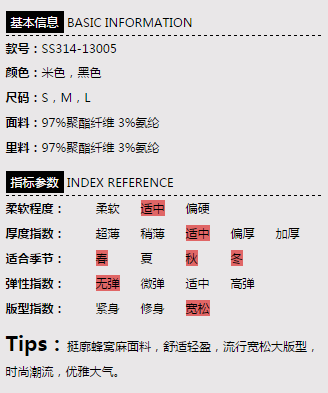 基本信息 BASIC INFORMATION
款号：SS314-13005
颜色：米色，黑色
尺码：S，M，L
面料：97%聚酯纤维 3%氨纶
里料：97%聚酯纤维 3%氨纶
指标参数 INDEX REFERENCE
柔软程度： 柔软 适中 偏硬
厚度指数： 超薄 稍薄 适中 偏厚 加厚
适合季节： 春 夏 秋 冬
弹性指数： 无弹 微弹 适中 高弹
版型指数： 紧身 修身 宽松
Tips：挺廓蜂窝麻面料，舒适轻盈，流行宽松大版型，
时尚潮流，优雅大气。